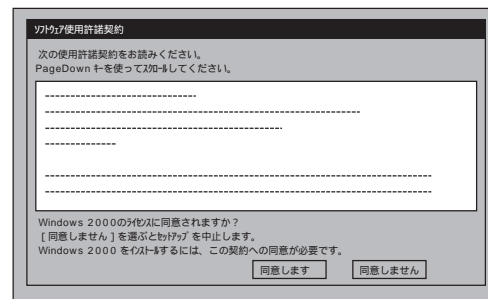 ソフトウェア使用許諾契約
次の使用許諾契約をお読みください。
PageDown キーを使ってスクロールしてください。
Windows 2000のライセンスに同意されますか？
[ 同意しません ] を選ぶとセットアップ を中止します。
Windows 2000 をインストールするには、この契約への同意が必要です。
同意します　同意しません